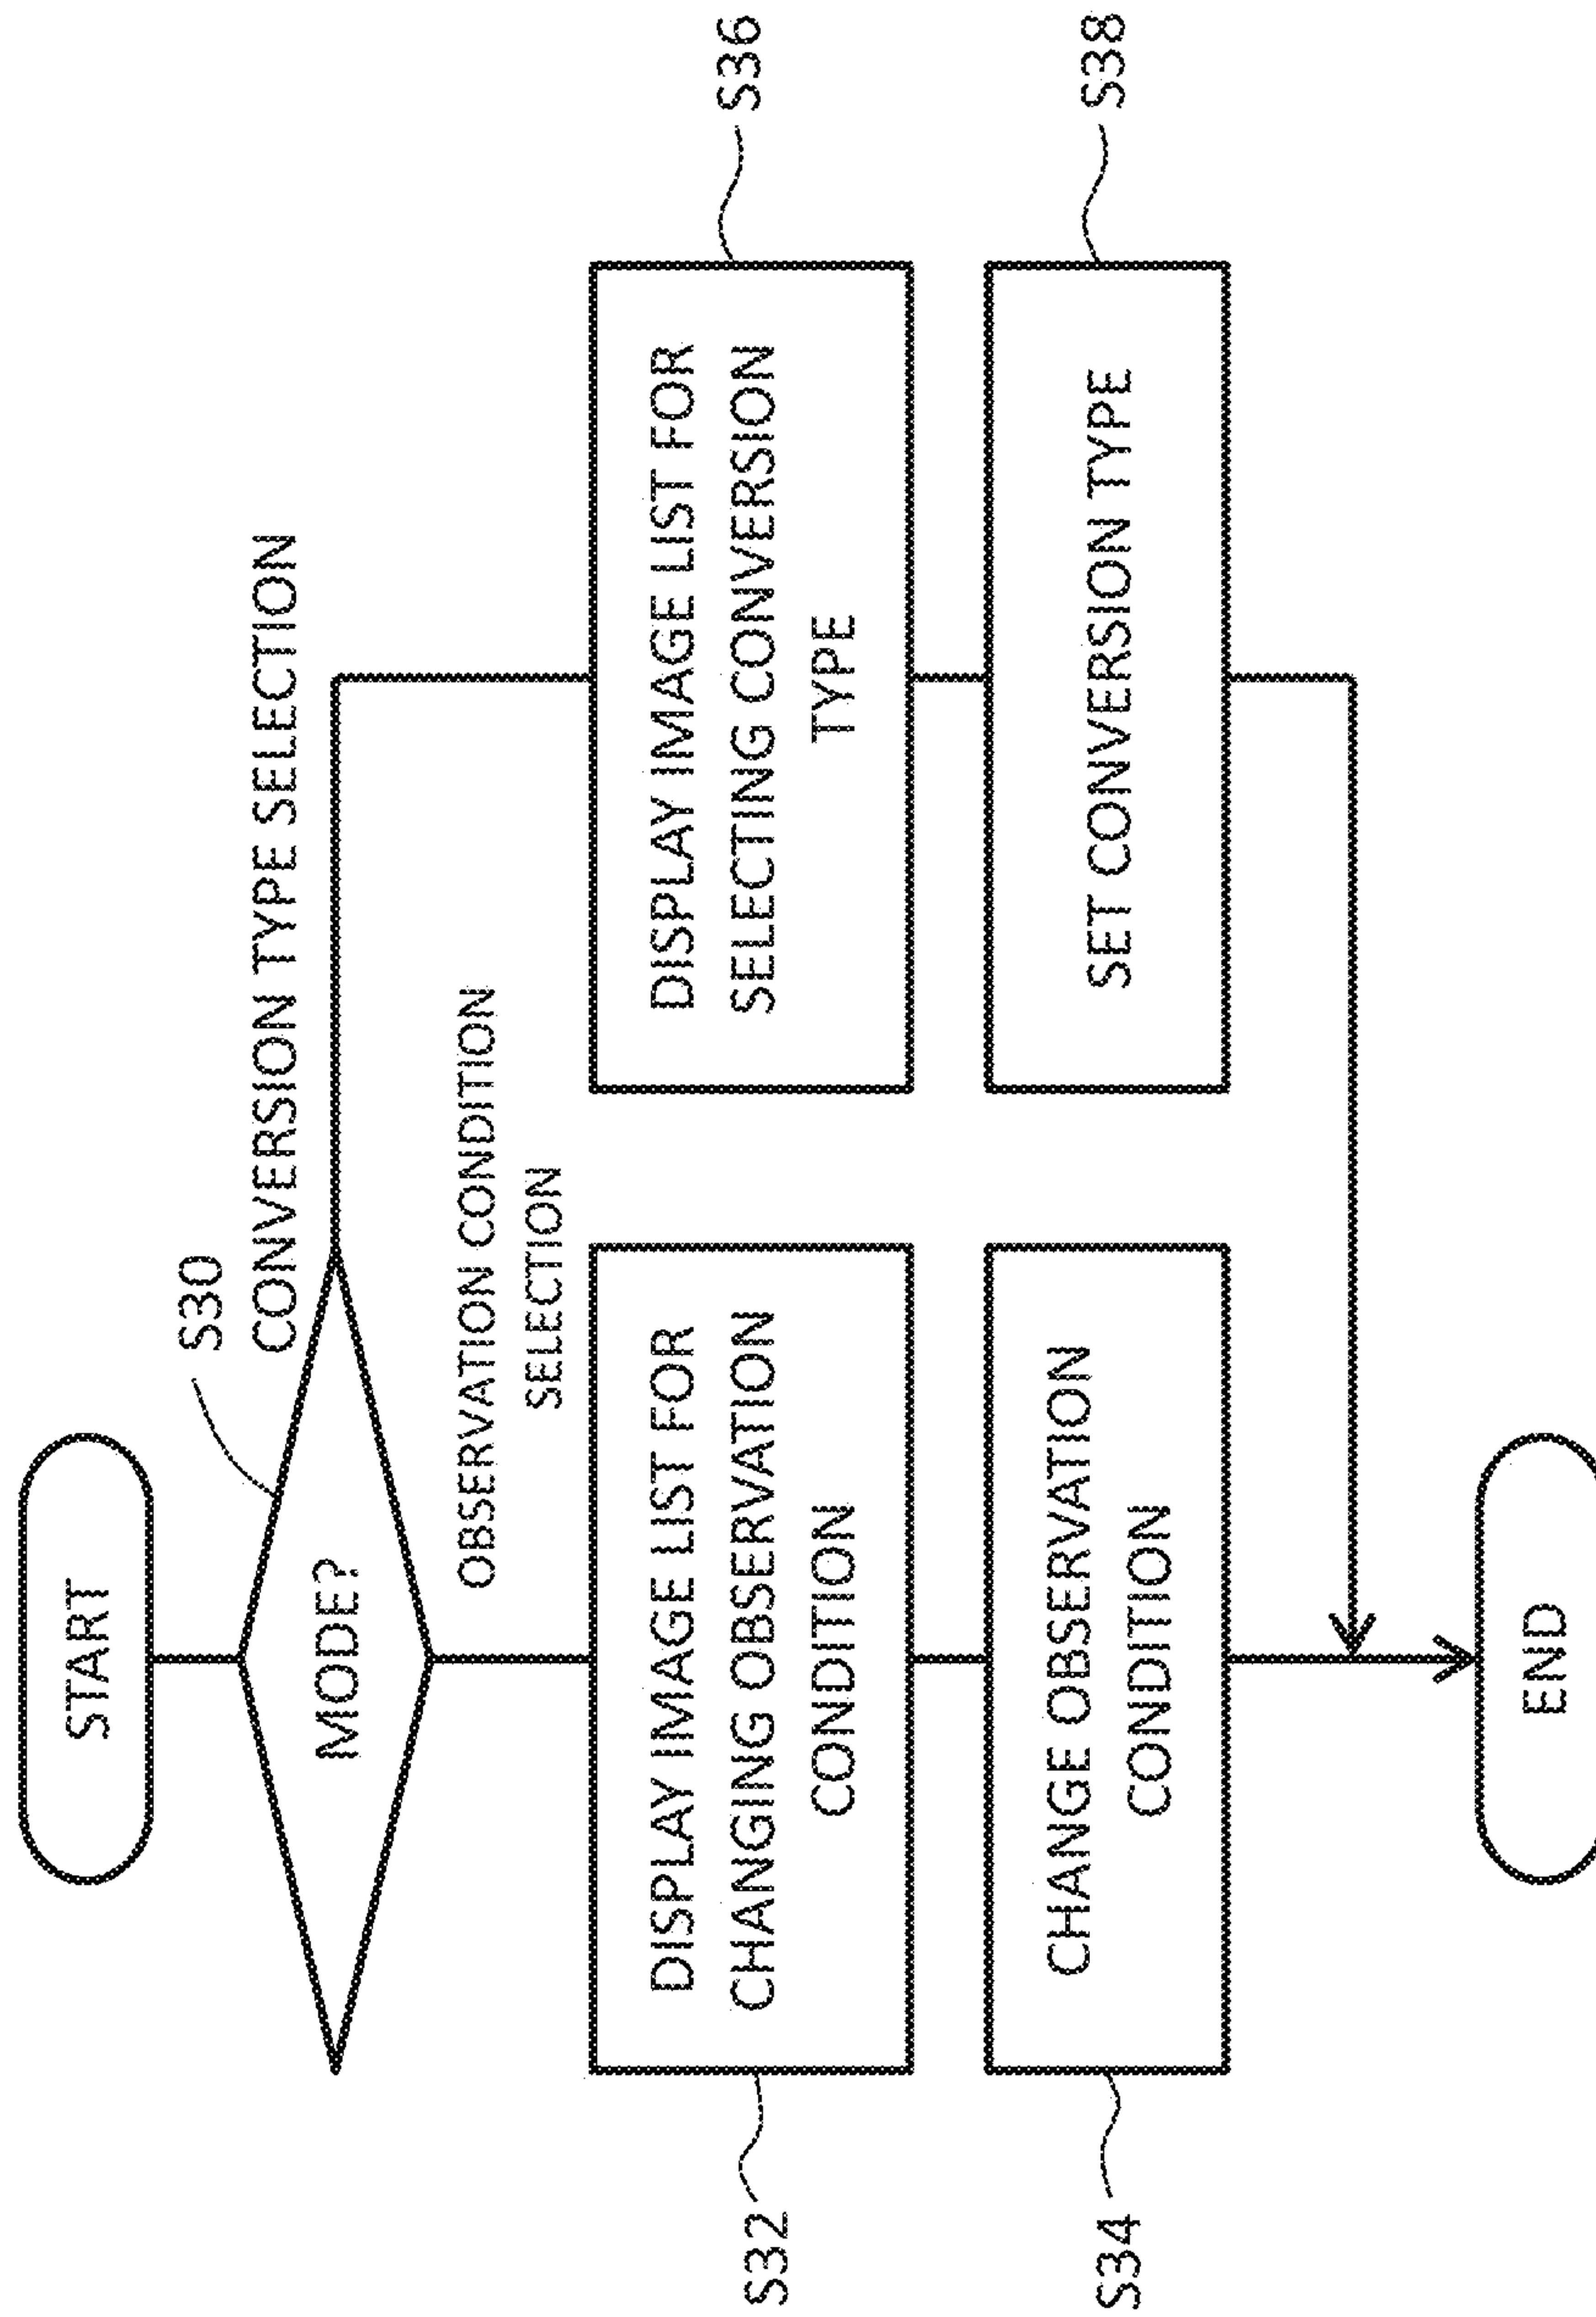 START
S30
MODE?
CONVERSION TYPE SELECTION
OBSERVATION CONDITION
SELECTION
S32
DISPLAY IMAGE LIST FOR
CHANGING OBSERVATION
CONDITION
DISPLAY IMAGE LIST FOR
SELECTING CONVERSION
TYPE
S36
S34
CHANGE OBSERVATION
CONDITION
SET CONVERSION TYPE
S38
END